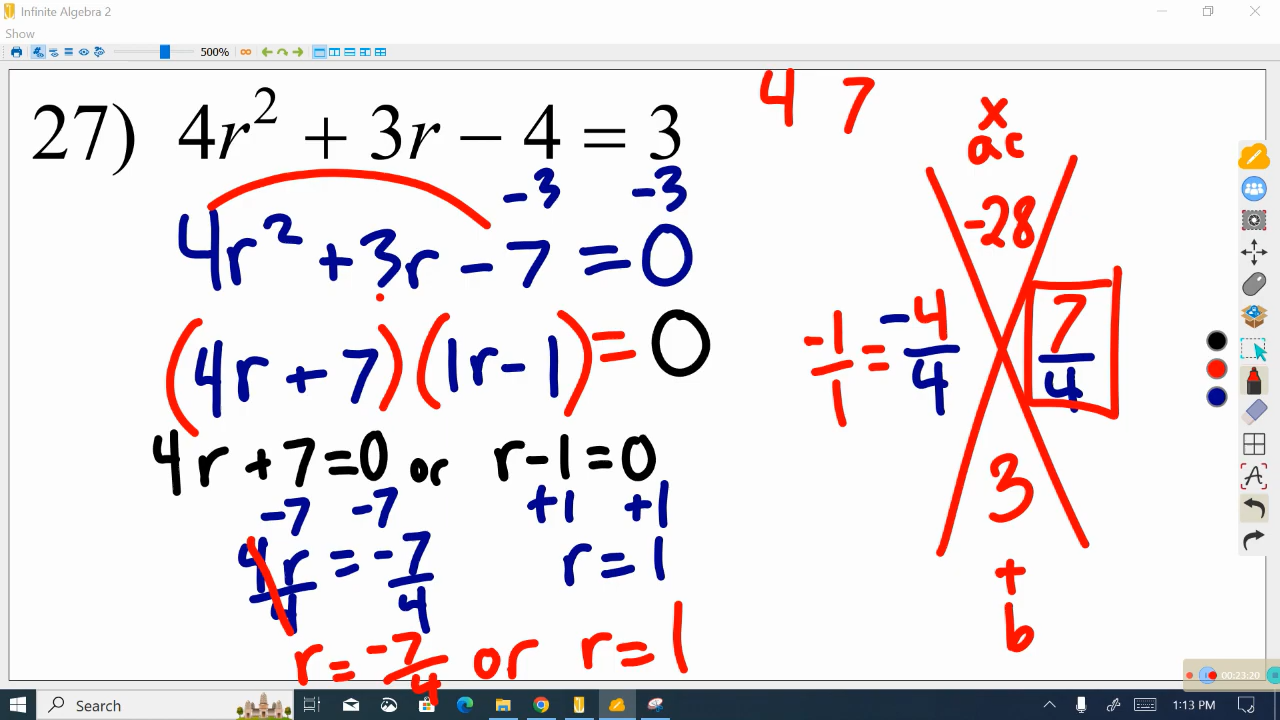 Infinite Algebra 2
Show
500%
4 7
27) 4r² + 3r − 4 = 3
-3 -3
4r² + 3r - 7 = 0
(4r + 7)(1r - 1) = 0
4r + 7 = 0 or r - 1 = 0
-7 -7 +1 +1
4r/4 = -7/4 r = 1
r = -7/4 or r = 1
x
ac
-28
-1/1 = -4/4 7/4
3
+
b
00:23:20
Search
1:13 PM